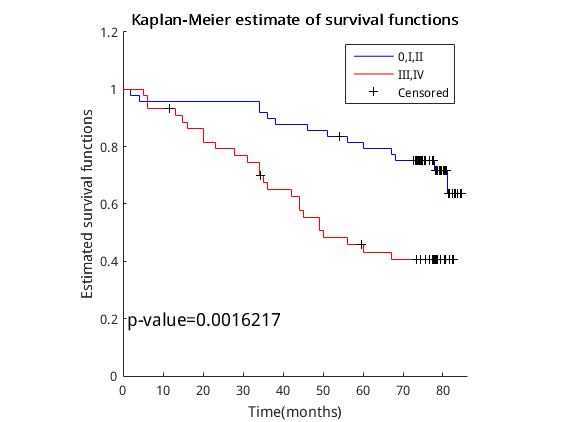 Kaplan-Meier estimate of survival functions
1.2
0,I,II
III,IV
Censored
1
0.8
0.6
0.4
0.2
0
Estimated survival functions
p-value=0.0016217
0 10 20 30 40 50 60 70 80
Time(months)